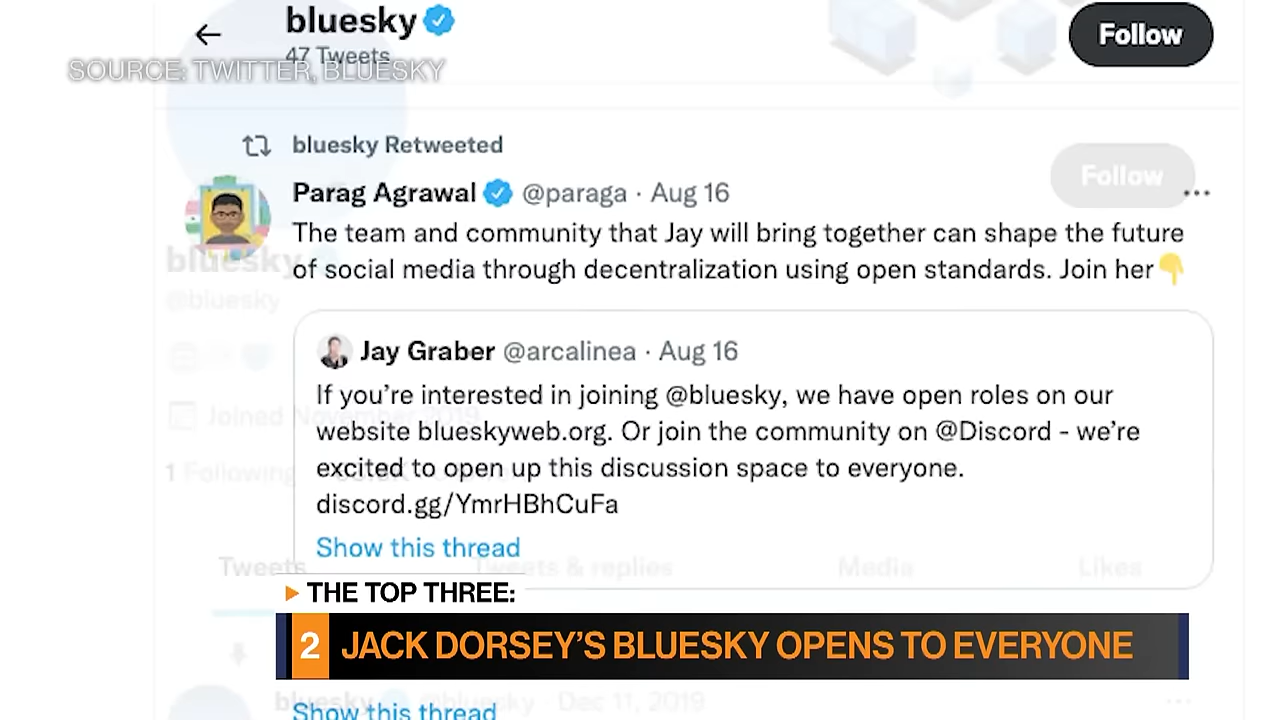 bluesky
47 Tweets
Follow
SOURCE: TWITTER, BLUESKY
bluesky Retweeted
Follow
Parag Agrawal @paraga · Aug 16
The team and community that Jay will bring together can shape the future
of social media through decentralization using open standards. Join her
bluesky
@bluesky
Jay Graber @arcalinea · Aug 16
If you're interested in joining @bluesky, we have open roles on our
Joined November 2019
website blueskyweb.org. Or join the community on @Discord - we're
1 Following
excited to open up this discussion space to everyone.
discord.gg/YmrHBhCuFa
Show this thread
Tweets Tweets & replies Media Likes
THE TOP THREE:
2 JACK DORSEY'S BLUESKY OPENS TO EVERYONE
bluesky @bluesky · Dec 11, 2019
Show this thread